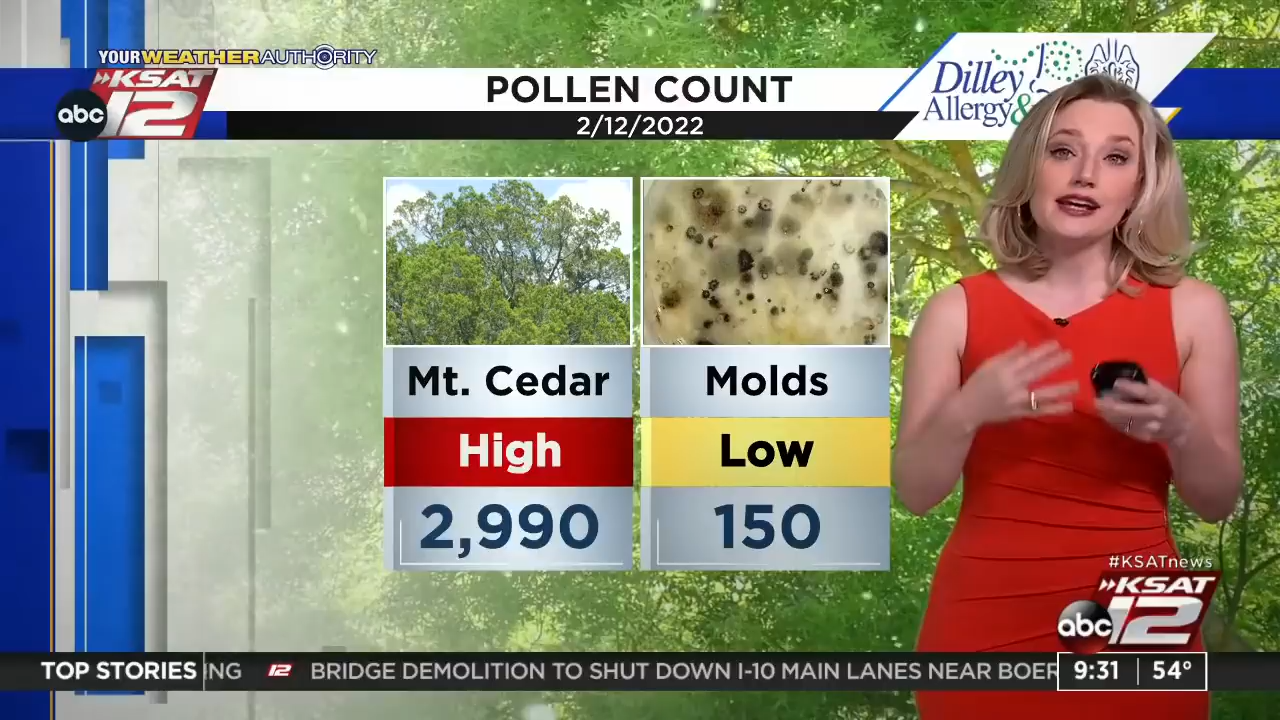 YOUR WEATHER AUTHORITY
KSAT
abc 12
POLLEN COUNT
2/12/2022
Dilley
Allergy &
Mt. Cedar
High
2,990
Molds
Low
150
#KSATnews
KSAT
abc 12
TOP STORIES
12 BRIDGE DEMOLITION TO SHUT DOWN I-10 MAIN LANES NEAR
9:31 54°